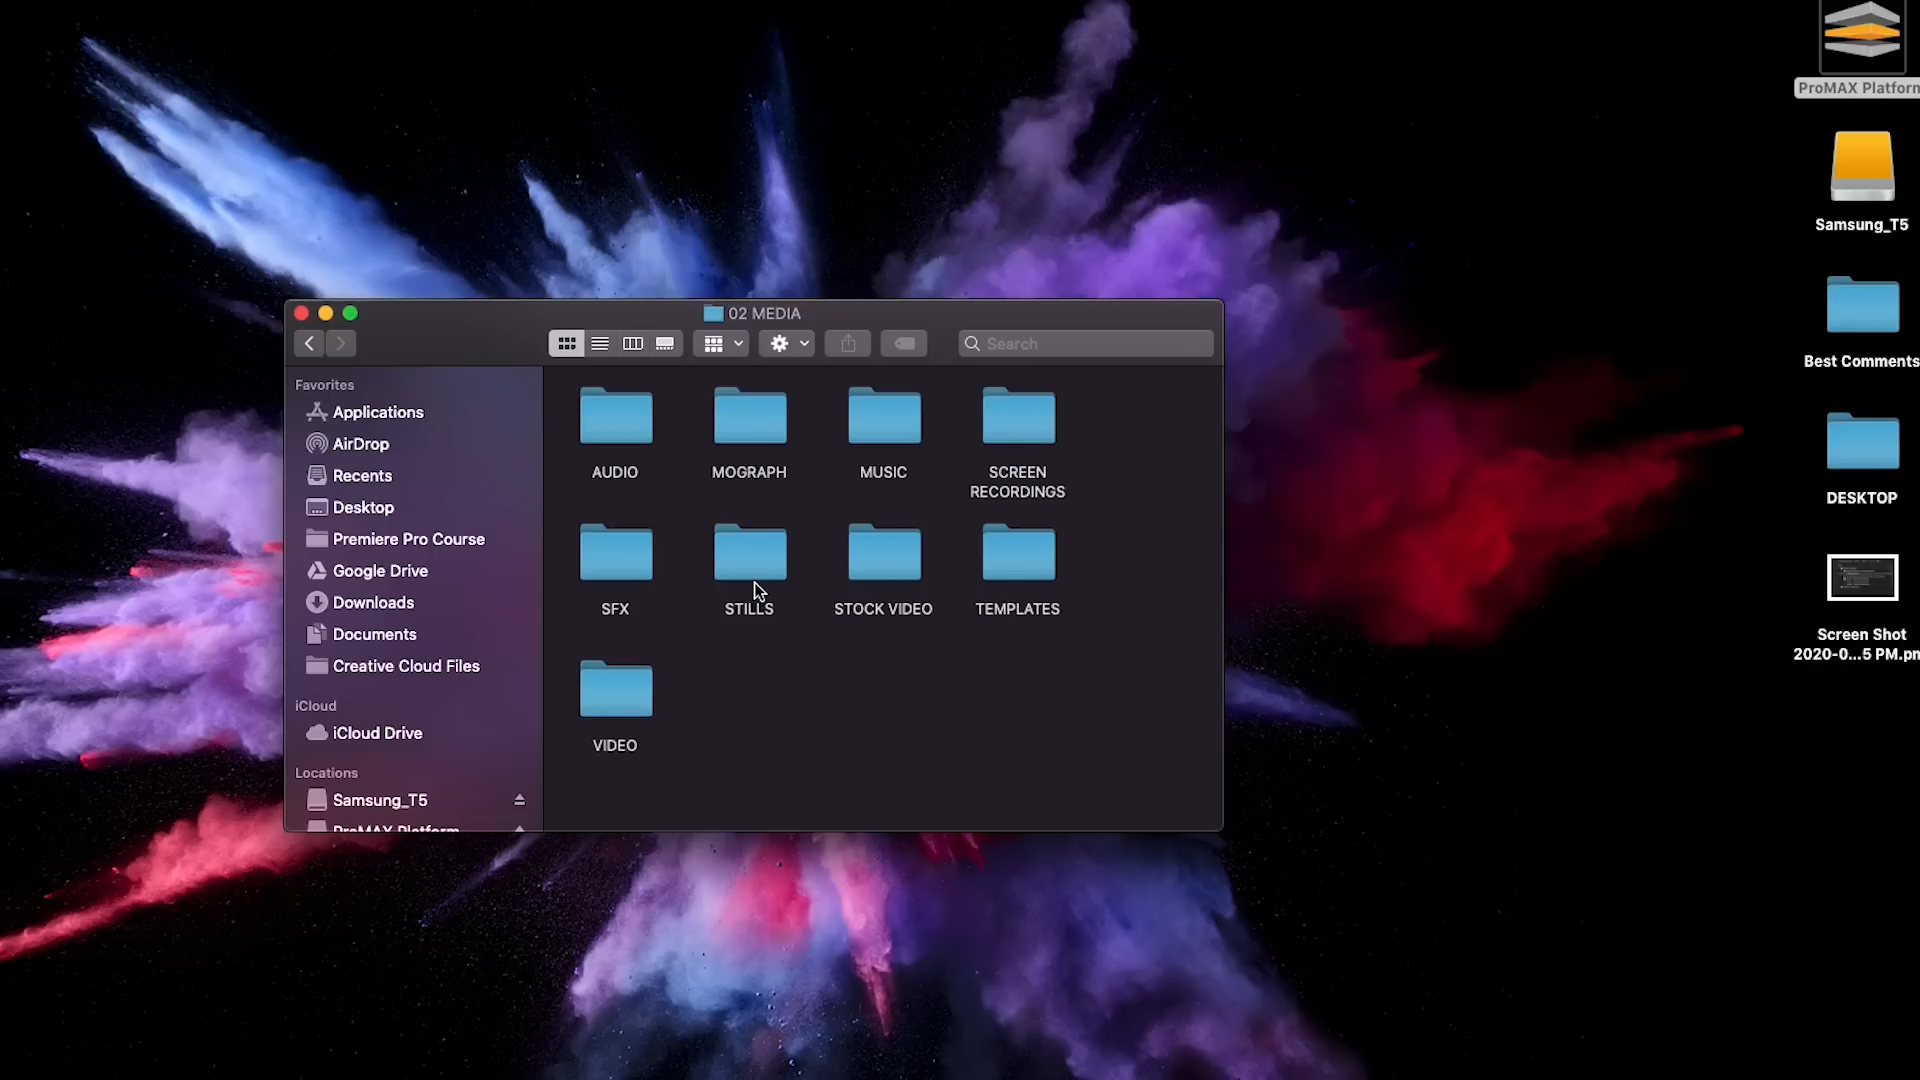 02 MEDIA
Search
Favorites
Applications
AirDrop
Recents
Desktop
Premiere Pro Course
Google Drive
Downloads
Documents
Creative Cloud Files
iCloud
iCloud Drive
Locations
Samsung_T5
ProMAX Platform
AUDIO
MOGRAPH
MUSIC
SCREEN
RECORDINGS
SFX
STILLS
STOCK VIDEO
TEMPLATES
VIDEO
ProMAX Platform
Samsung_T5
Best Comments
DESKTOP
Screen Shot
2020-0...5 PM.pn